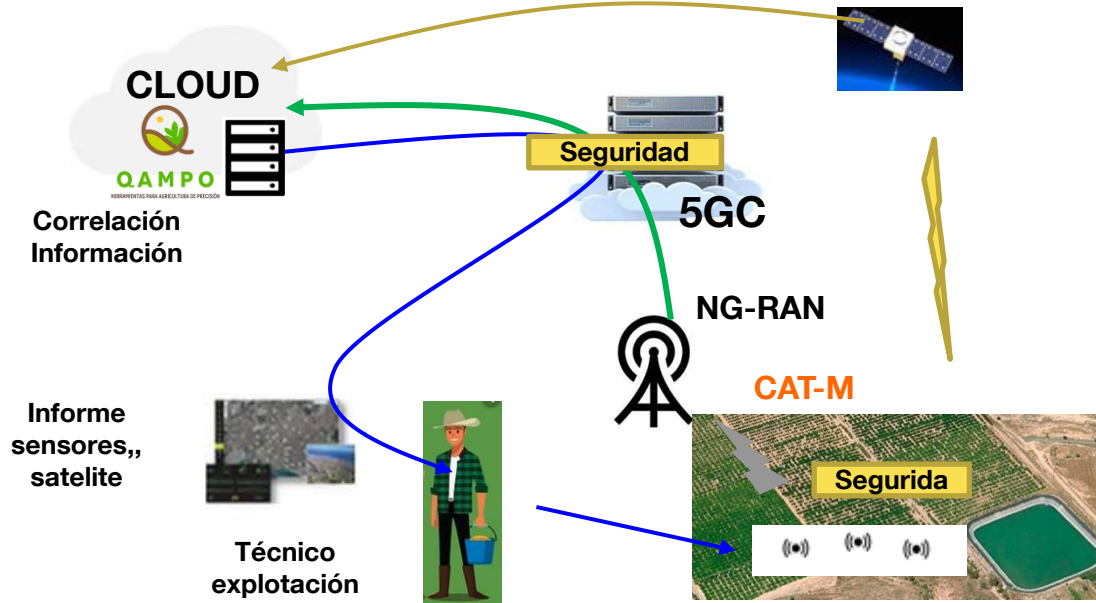 CLOUD
QAMPO
HERRAMIENTAS PARA AGRICULTURA DE PRECISIÓN
Correlación
Información
Seguridad
5GC
NG-RAN
CAT-M
Informe
sensores,,
satelite
Segurida
Técnico
explotación